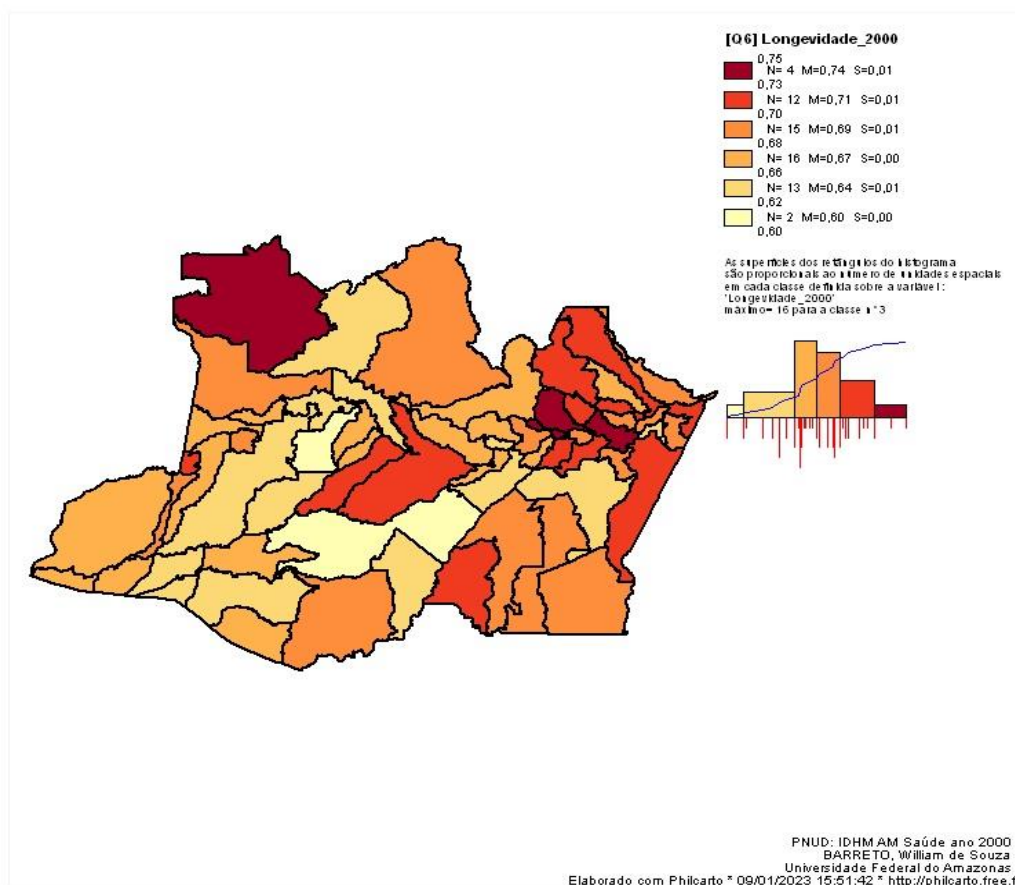 [Q6] Longevidade_2000
0,75
N= 4 M=0,74 S=0,01
0,73
N= 12 M=0,71 S=0,01
0,70
N= 15 M=0,69 S=0,01
0,68
N= 16 M=0,67 S=0,00
0,66
N= 13 M=0,64 S=0,01
0,62
N= 2 M=0,60 S=0,00
0,60
As superfícies dos retângulos do histograma
são proporcionais ao número de unidades espaciais
em cada classe definida sobre a variável :
'Longevidade_2000'
máximo= 16 para a classe n°3
PNUD: IDHM AM Saúde ano 2000
BARRETO, William de Souza
Universidade Federal do Amazonas
Elaborado com Philcarto * 09/01/2023 15:51:42 * http://philcarto.free.f